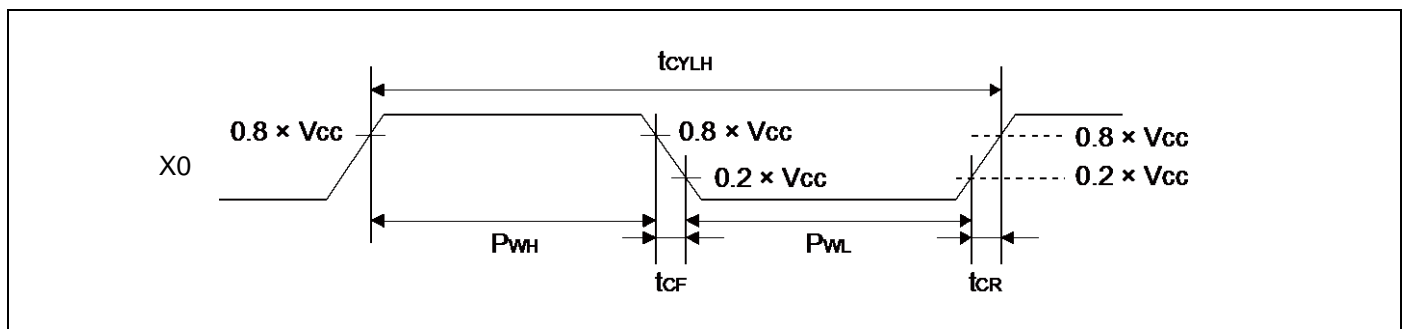 tCYLH
0.8 × Vcc
0.8 × Vcc
0.8 × Vcc
X0
0.2 × Vcc
0.2 × Vcc
PWH
PWL
tCF
tCR